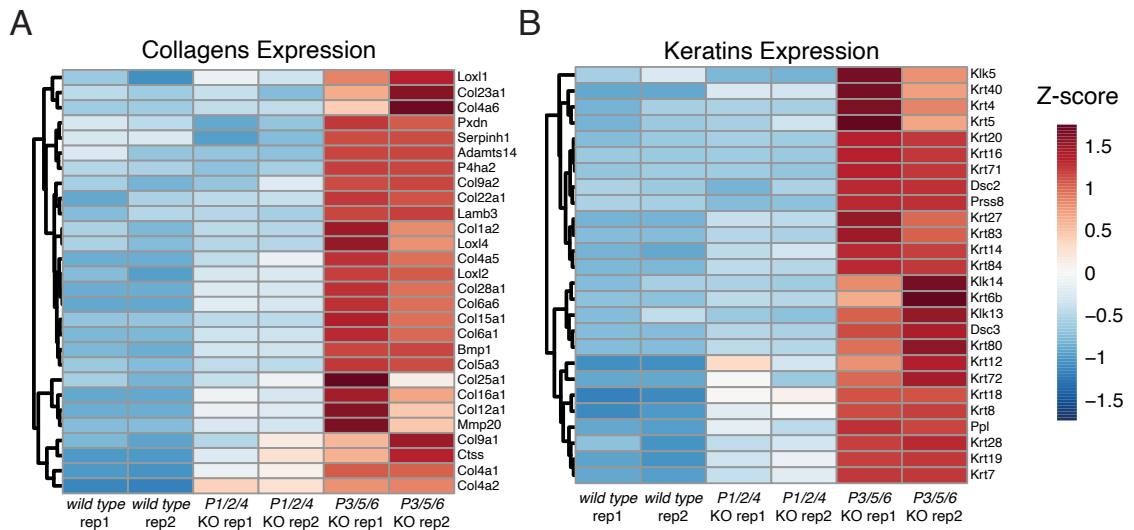 A
Collagens Expression
Loxl1
Col23a1
Col4a6
Pxdn
Serpinh1
Adamts14
P4ha2
Col9a2
Col22a1
Lamb3
Col1a2
Loxl4
Col4a5
Loxl2
Col28a1
Col6a6
Col15a1
Col6a1
Bmp1
Col5a3
Col25a1
Col16a1
Col12a1
Mmp20
Col9a1
Ctss
Col4a1
Col4a2
wild type wild type P1/2/4 P1/2/4 P3/5/6 P3/5/6
rep1 rep2 KO rep1 KO rep2 KO rep1 KO rep2
B
Keratins Expression
Klk5
Krt40
Krt4
Krt5
Krt20
Krt16
Krt71
Dsc2
Prss8
Krt27
Krt83
Krt14
Krt84
Klk14
Krt6b
Klk13
Dsc3
Krt80
Krt12
Krt72
Krt18
Krt8
Ppl
Krt28
Krt19
Krt7
wild type wild type P1/2/4 P1/2/4 P3/5/6 P3/5/6
rep1 rep2 KO rep1 KO rep2 KO rep1 KO rep2
Z-score
1.5
1
0.5
0
−0.5
−1
−1.5